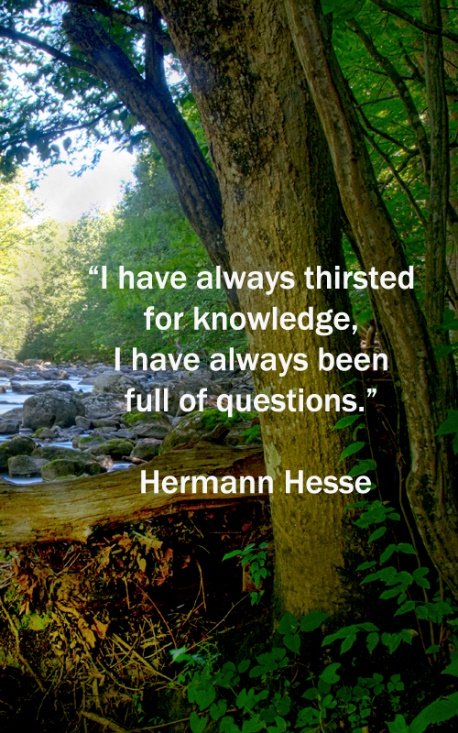 “I have always thirsted
for knowledge,
I have always been
full of questions.”
Hermann Hesse